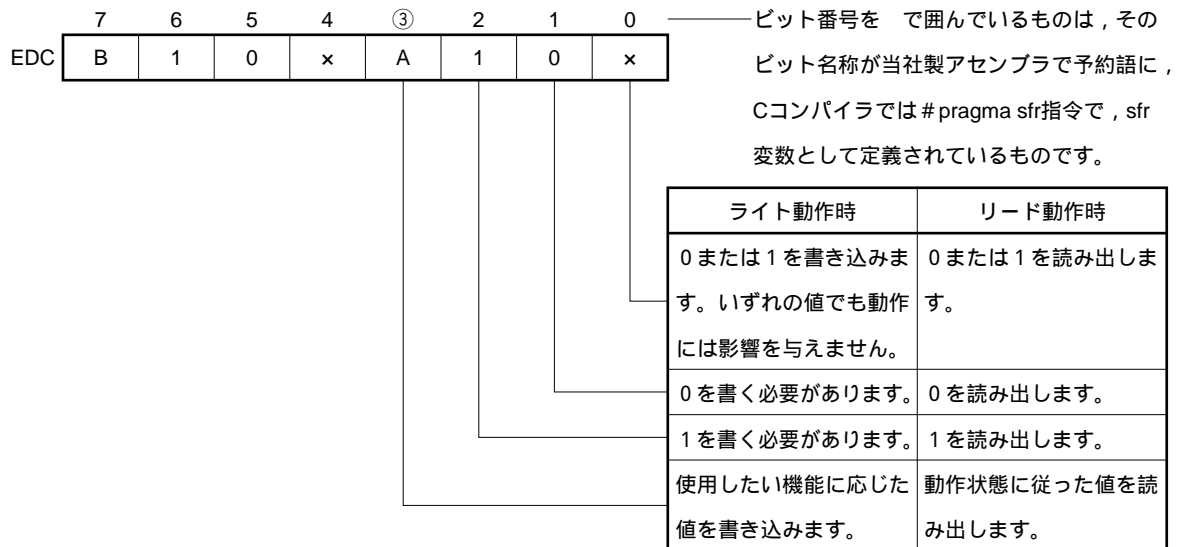 7 6 5 4 ③ 2 1 0 ビット番号を で囲んでいるものは，その
EDC B 1 0 × A 1 0 × ビット名称が当社製アセンブラで予約語に，
Cコンパイラでは＃pragma sfr指令で，sfr
変数として定義されているものです。
ライト動作時 リード動作時
0または1を書き込みま 0または1を読み出しま
す。いずれの値でも動作 す。
には影響を与えません。
0を書く必要があります。 0を読み出します。
1を書く必要があります。 1を読み出します。
使用したい機能に応じた 動作状態に従った値を読
値を書き込みます。 み出します。